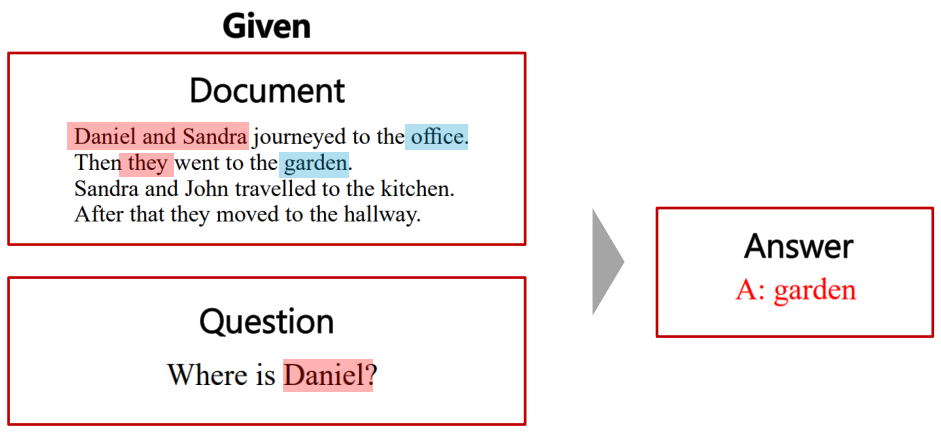 Given
Document
Daniel and Sandra journeyed to the office.
Then they went to the garden.
Sandra and John travelled to the kitchen.
After that they moved to the hallway.
Question
Where is Daniel?
Answer
A: garden